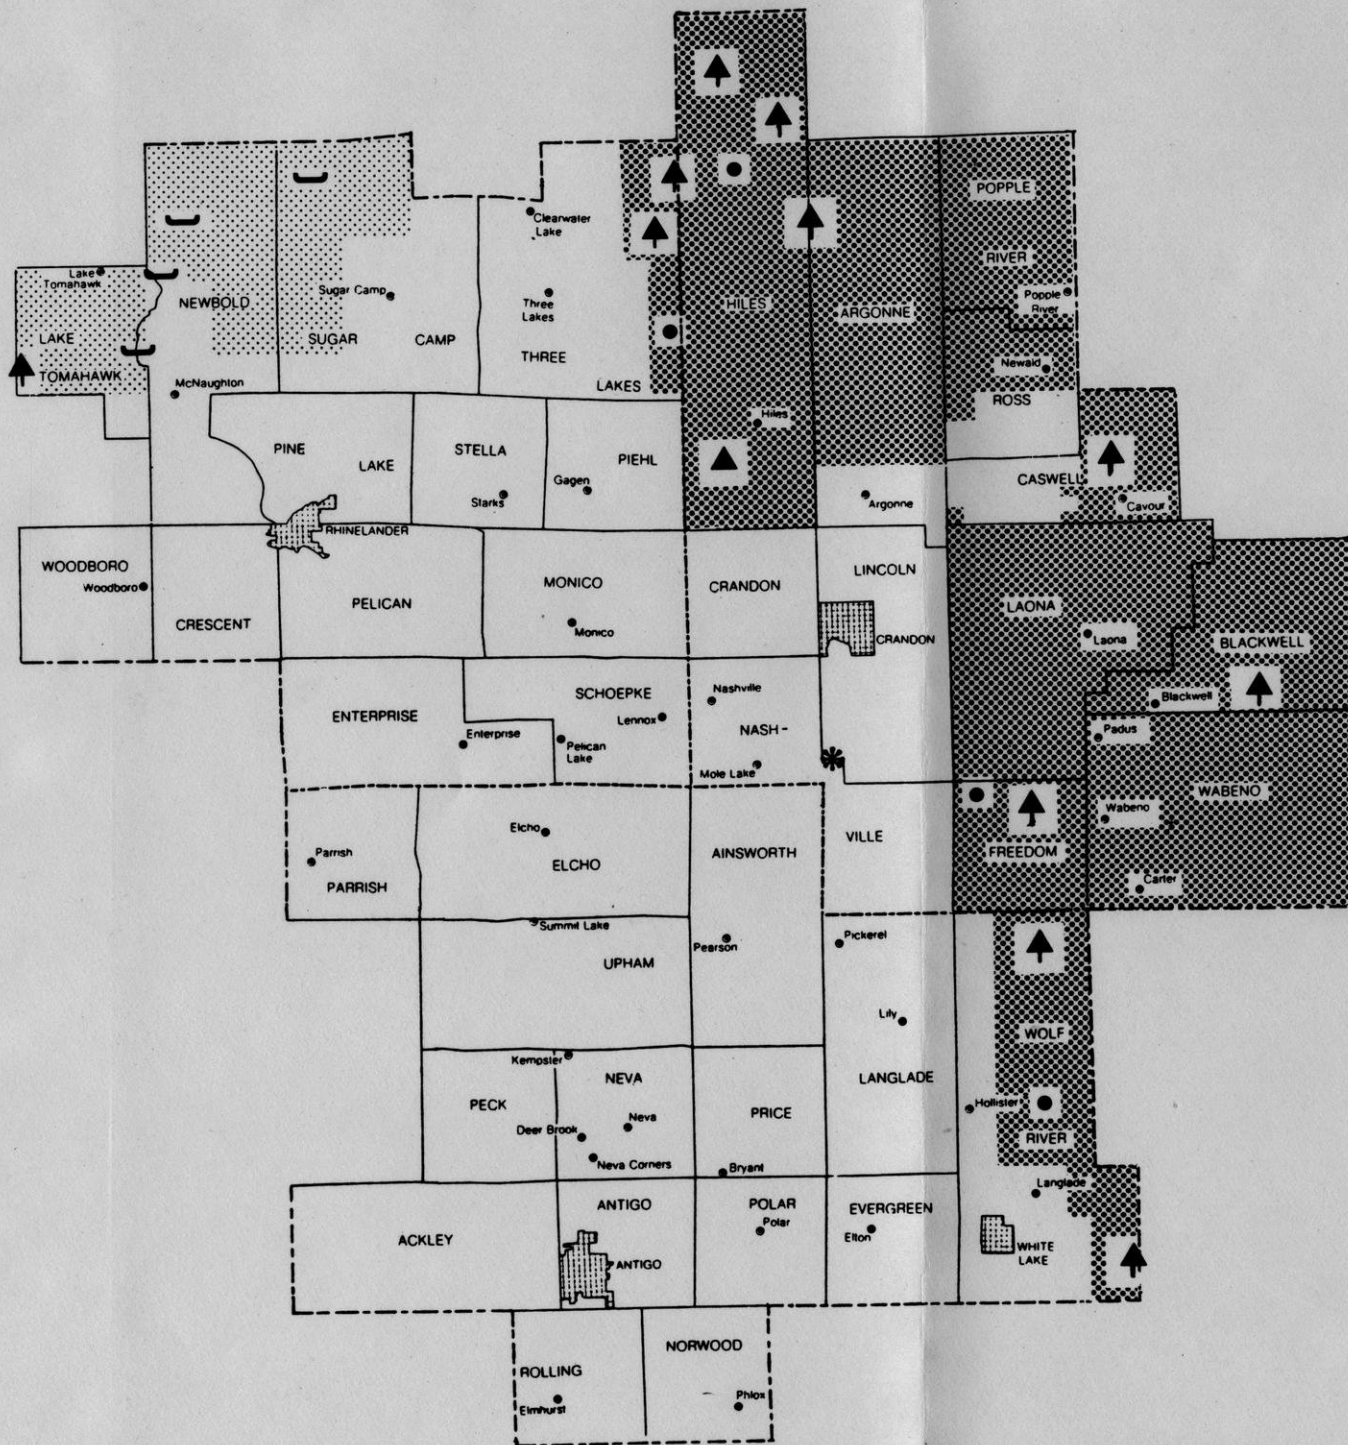 POPPLE
RIVER
Popple
River
Clearwater
Lake
Lake
Tomahawk
NEWBOLD
Sugar Camp
SUGAR
CAMP
Three
Lakes
THREE
LAKES
HILES
ARGONNE
LAKE
TOMAHAWK
McNaughton
Newald
ROSS
Hiles
PINE
LAKE
STELLA
Starks
PIEHL
Gagen
Argonne
CASWELL
Cavour
RHINELANDER
WOODBORO
Woodboro
CRESCENT
PELICAN
MONICO
Monico
CRANDON
LINCOLN
CRANDON
LAONA
Laona
BLACKWELL
Blackwell
ENTERPRISE
Enterprise
SCHOEPKE
Lennox
Pelican
Lake
Nashville
NASH-
Mole Lake
Padus
WABENO
Wabeno
Carter
Parrish
PARRISH
Elcho
ELCHO
AINSWORTH
VILLE
FREEDOM
Summit Lake
UPHAM
Pearson
Pickerel
Lily
LANGLADE
WOLF
RIVER
Hollister
Kempster
NEVA
PECK
Deer Brook
Neva
Neva Corners
PRICE
Bryant
Langlade
ACKLEY
ANTIGO
ANTIGO
POLAR
Polar
EVERGREEN
Elton
WHITE
LAKE
ROLLING
Elmhurst
NORWOOD
Phlox